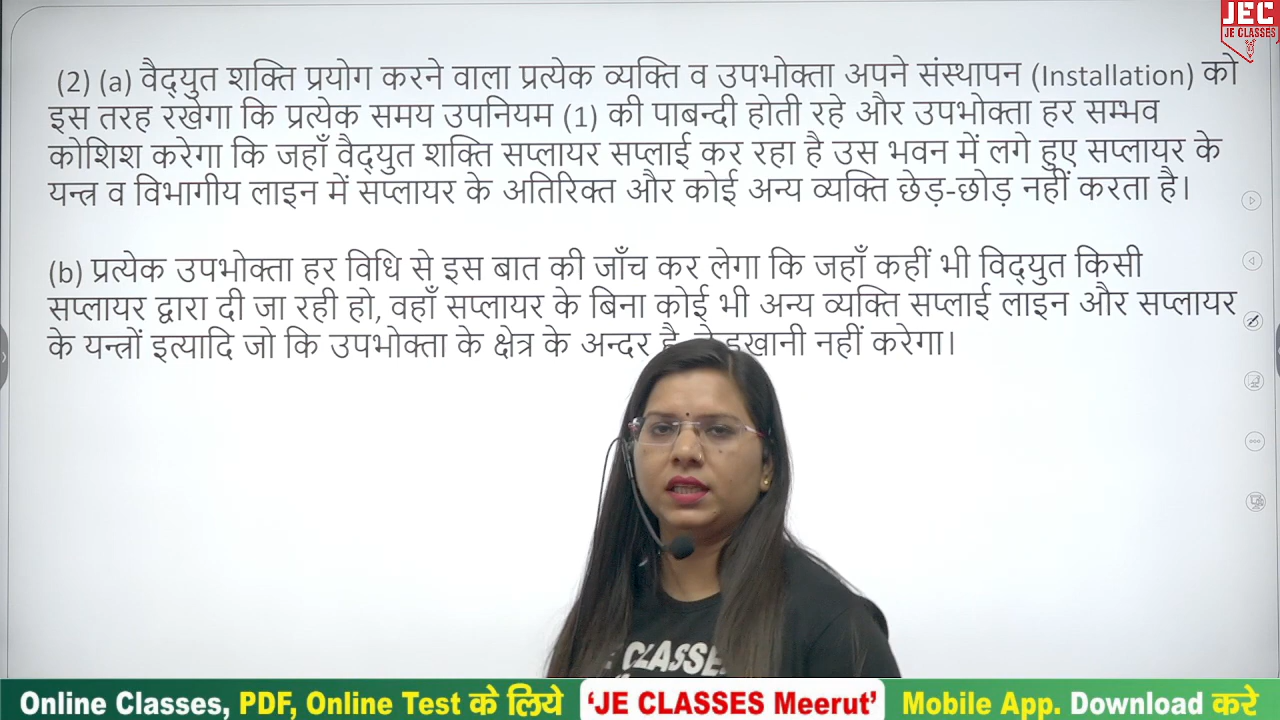 JEC
JE CLASSES
(2) (a) वैद्युत शक्ति प्रयोग करने वाला प्रत्येक व्यक्ति व उपभोक्ता अपने संस्थापन (Installation) को
इस तरह रखेगा कि प्रत्येक समय उपनियम (1) की पाबन्दी होती रहे और उपभोक्ता हर सम्भव
कोशिश करेगा कि जहाँ वैद्युत शक्ति सप्लायर सप्लाई कर रहा है उस भवन में लगे हुए सप्लायर के
यन्त्र व विभागीय लाइन में सप्लायर के अतिरिक्त और कोई अन्य व्यक्ति छेड़-छोड़ नहीं करता है।
(b) प्रत्येक उपभोक्ता हर विधि से इस बात की जाँच कर लेगा कि जहाँ कहीं भी विद्युत किसी
सप्लायर द्वारा दी जा रही हो, वहाँ सप्लायर के बिना कोई भी अन्य व्यक्ति सप्लाई लाइन और सप्लायर
के यन्त्रों इत्यादि जो कि उपभोक्ता के क्षेत्र के अन्दर है, नहीं करेगा।
CLASSE
Online Classes, PDF, Online Test के लिये 'JE CLASSES Meerut' Mobile App. Download करे